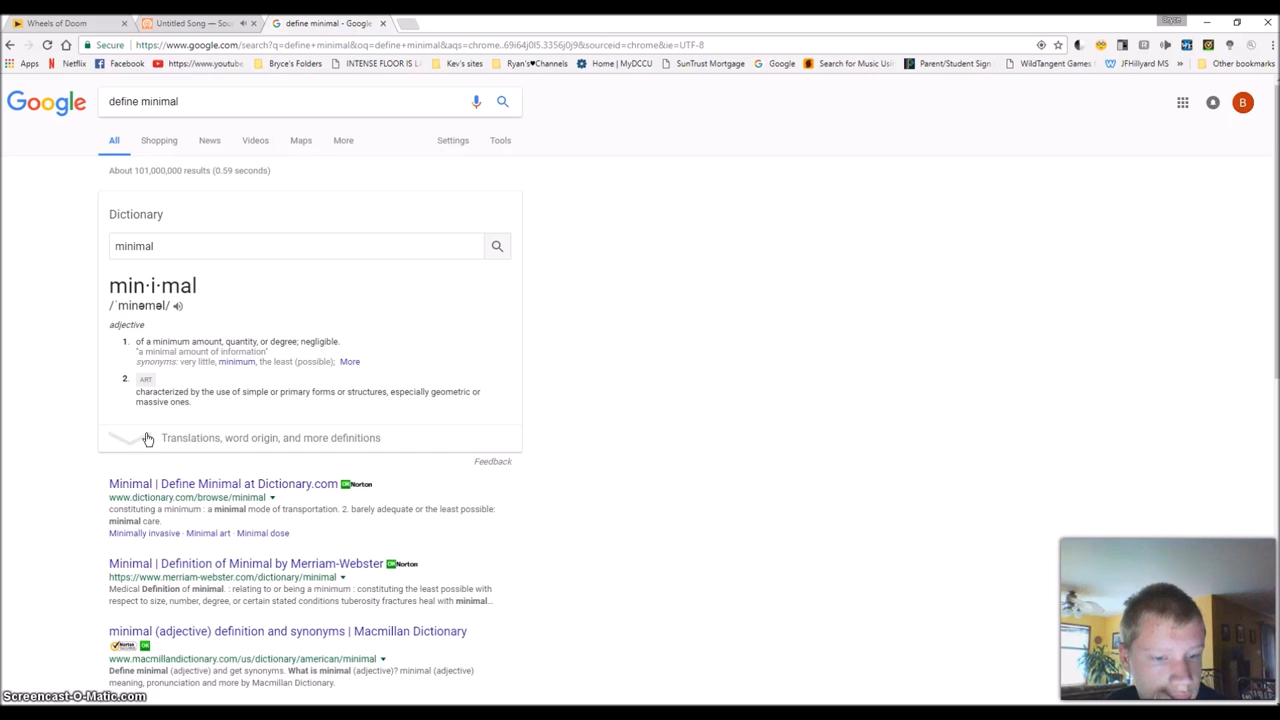 Wheels of Doom
Untitled Song — Sou
define minimal - Google
Bryce
Secure
https://www.google.com/search?q=define+minimal&oq=define+minimal&aqs=chrome..69i64j0l5.3356j0j9&sourceid=chrome&ie=UTF-8
Apps Netflix Facebook https://www.youtube Bryce's Folders INTENSE FLOOR IS L Kev's sites Ryan's♥Channels Home | MyDCCU SunTrust Mortgage Google Search for Music Usin Parent/Student Sign WildTangent Games JFHillyard MS » Other bookmarks
Google
define minimal
B
All Shopping News Videos Maps More Settings Tools
About 101,000,000 results (0.59 seconds)
Dictionary
minimal
min·i·mal
/ˈminəməl/
adjective
1. of a minimum amount, quantity, or degree; negligible.
"a minimal amount of information"
synonyms: very little, minimum, the least (possible); More
2. ART
characterized by the use of simple or primary forms or structures, especially geometric or
massive ones.
Translations, word origin, and more definitions
Feedback
Minimal | Define Minimal at Dictionary.com OK Norton
www.dictionary.com/browse/minimal
constituting a minimum : a minimal mode of transportation. 2. barely adequate or the least possible:
minimal care.
Minimally invasive · Minimal art · Minimal dose
Minimal | Definition of Minimal by Merriam-Webster OK Norton
https://www.merriam-webster.com/dictionary/minimal
Medical Definition of minimal. : relating to or being a minimum : constituting the least possible with
respect to size, number, degree, or certain stated conditions tuberosity fractures heal with minimal...
minimal (adjective) definition and synonyms | Macmillan Dictionary
Norton OK
www.macmillandictionary.com/us/dictionary/american/minimal
Define minimal (adjective) and get synonyms. What is minimal (adjective)? minimal (adjective)
meaning, pronunciation and more by Macmillan Dictionary.
Screencast-O-Matic.com